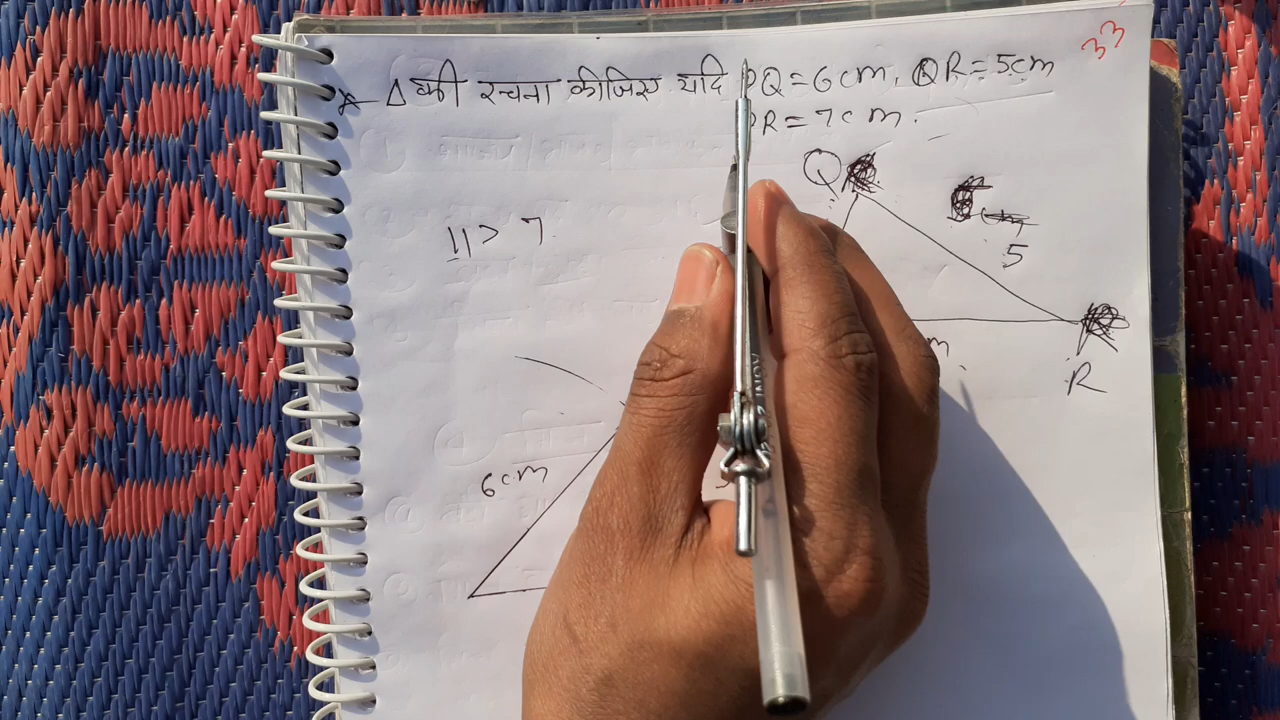 33
△ की रचना कीजिए यदि PQ = 6cm, QR = 5cm
PR = 7cm.
Q
5
11 > 7
m
R
6cm